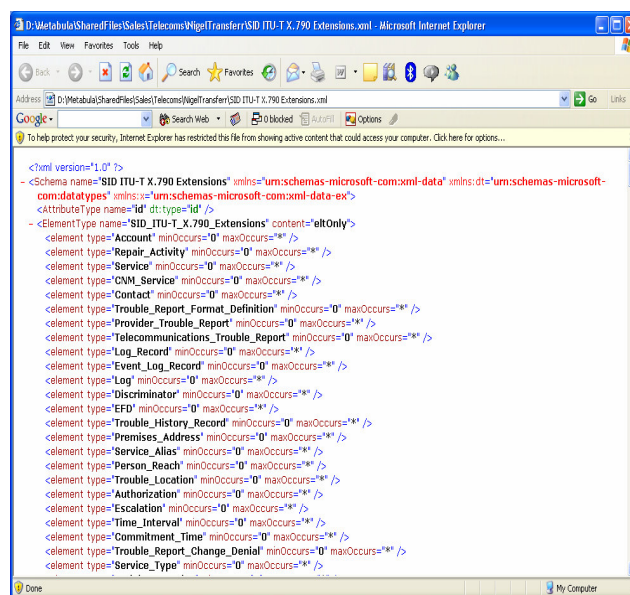 D:\Metabula\SharedFiles\Sales\Telecoms\NigelTransferr\SID ITU-T X.790 Extensions.xml - Microsoft Internet Explorer
File Edit View Favorites Tools Help
Back Search Favorites
Address D:\Metabula\SharedFiles\Sales\Telecoms\NigelTransferr\SID ITU-T X.790 Extensions.xml Go Links
Google Search Web 0 blocked AutoFill Options
To help protect your security, Internet Explorer has restricted this file from showing active content that could access your computer. Click here for options...
<?xml version="1.0" ?>
- <Schema name="SID ITU-T X.790 Extensions" xmlns="urn:schemas-microsoft-com:xml-data" xmlns:dt="urn:schemas-microsoft-
com:datatypes" xmlns:x="urn:schemas-microsoft-com:xml-data-ex">
<AttributeType name="id" dt:type="id" />
- <ElementType name="SID_ITU-T_X.790_Extensions" content="eltOnly">
<element type="Account" minOccurs="0" maxOccurs="*" />
<element type="Repair_Activity" minOccurs="0" maxOccurs="*" />
<element type="Service" minOccurs="0" maxOccurs="*" />
<element type="CNM_Service" minOccurs="0" maxOccurs="*" />
<element type="Contact" minOccurs="0" maxOccurs="*" />
<element type="Trouble_Report_Format_Definition" minOccurs="0" maxOccurs="*" />
<element type="Provider_Trouble_Report" minOccurs="0" maxOccurs="*" />
<element type="Telecommunications_Trouble_Report" minOccurs="0" maxOccurs="*" />
<element type="Log_Record" minOccurs="0" maxOccurs="*" />
<element type="Event_Log_Record" minOccurs="0" maxOccurs="*" />
<element type="Log" minOccurs="0" maxOccurs="*" />
<element type="Discriminator" minOccurs="0" maxOccurs="*" />
<element type="EFD" minOccurs="0" maxOccurs="*" />
<element type="Trouble_History_Record" minOccurs="0" maxOccurs="*" />
<element type="Premises_Address" minOccurs="0" maxOccurs="*" />
<element type="Service_Alias" minOccurs="0" maxOccurs="*" />
<element type="Person_Reach" minOccurs="0" maxOccurs="*" />
<element type="Trouble_Location" minOccurs="0" maxOccurs="*" />
<element type="Authorization" minOccurs="0" maxOccurs="*" />
<element type="Escalation" minOccurs="0" maxOccurs="*" />
<element type="Time_Interval" minOccurs="0" maxOccurs="*" />
<element type="Commitment_Time" minOccurs="0" maxOccurs="*" />
<element type="Trouble_Report_Change_Denial" minOccurs="0" maxOccurs="*" />
<element type="Service_Type" minOccurs="0" maxOccurs="*" />
Done My Computer